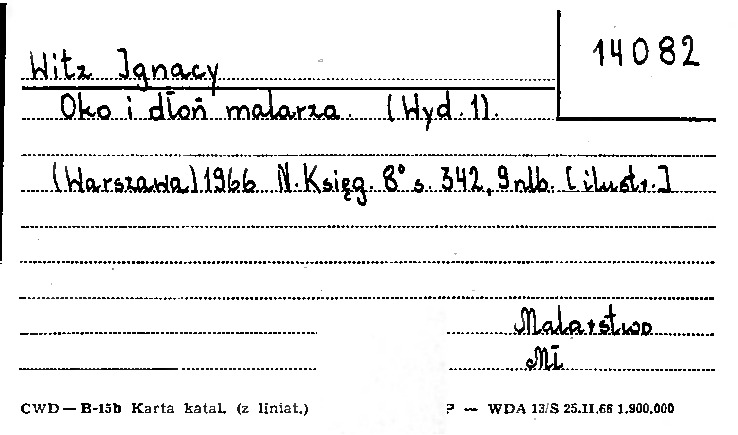 14082
Witz Ignacy
Oko i dłoń malarza. (Wyd. 1).
(Warszawa) 1966 N. Księg. 8° s. 342, 9 nlb. [ilustr.]
Malarstwo
Mł
CWD — B-15b Karta katal. (z liniat.)
P — WDA 13/S 25.II.66 1.900.000